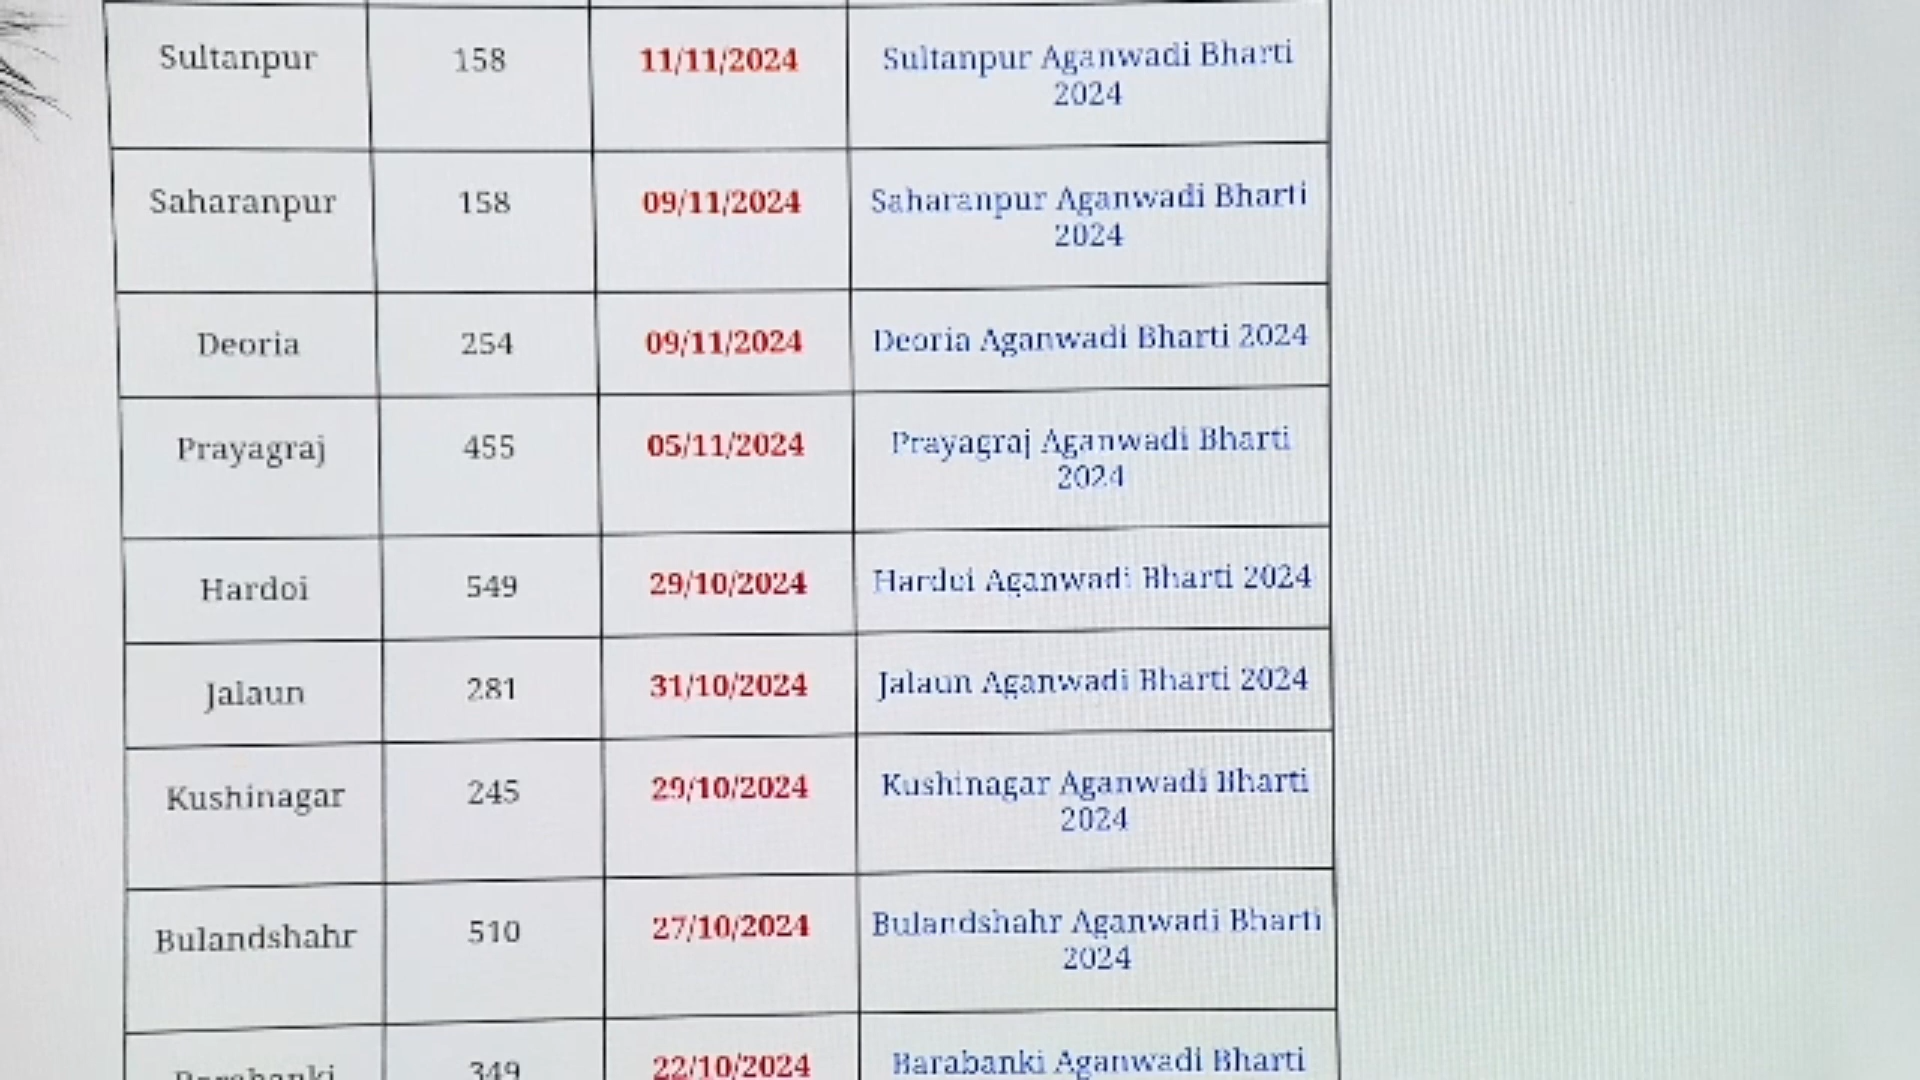 Sultanpur 158 11/11/2024 Sultanpur Aganwadi Bharti
2024
Saharanpur 158 09/11/2024 Saharanpur Aganwadi Bharti
2024
Deoria 254 09/11/2024 Deoria Aganwadi Bharti 2024
Prayagraj 455 05/11/2024 Prayagraj Aganwadi Bharti
2024
Hardoi 549 29/10/2024 Hardoi Aganwadi Bharti 2024
Jalaun 281 31/10/2024 Jalaun Aganwadi Bharti 2024
Kushinagar 245 29/10/2024 Kushinagar Aganwadi Bharti
2024
Bulandshahr 510 27/10/2024 Bulandshahr Aganwadi Bharti
2024
Barabanki 349 22/10/2024 Barabanki Aganwadi Bharti